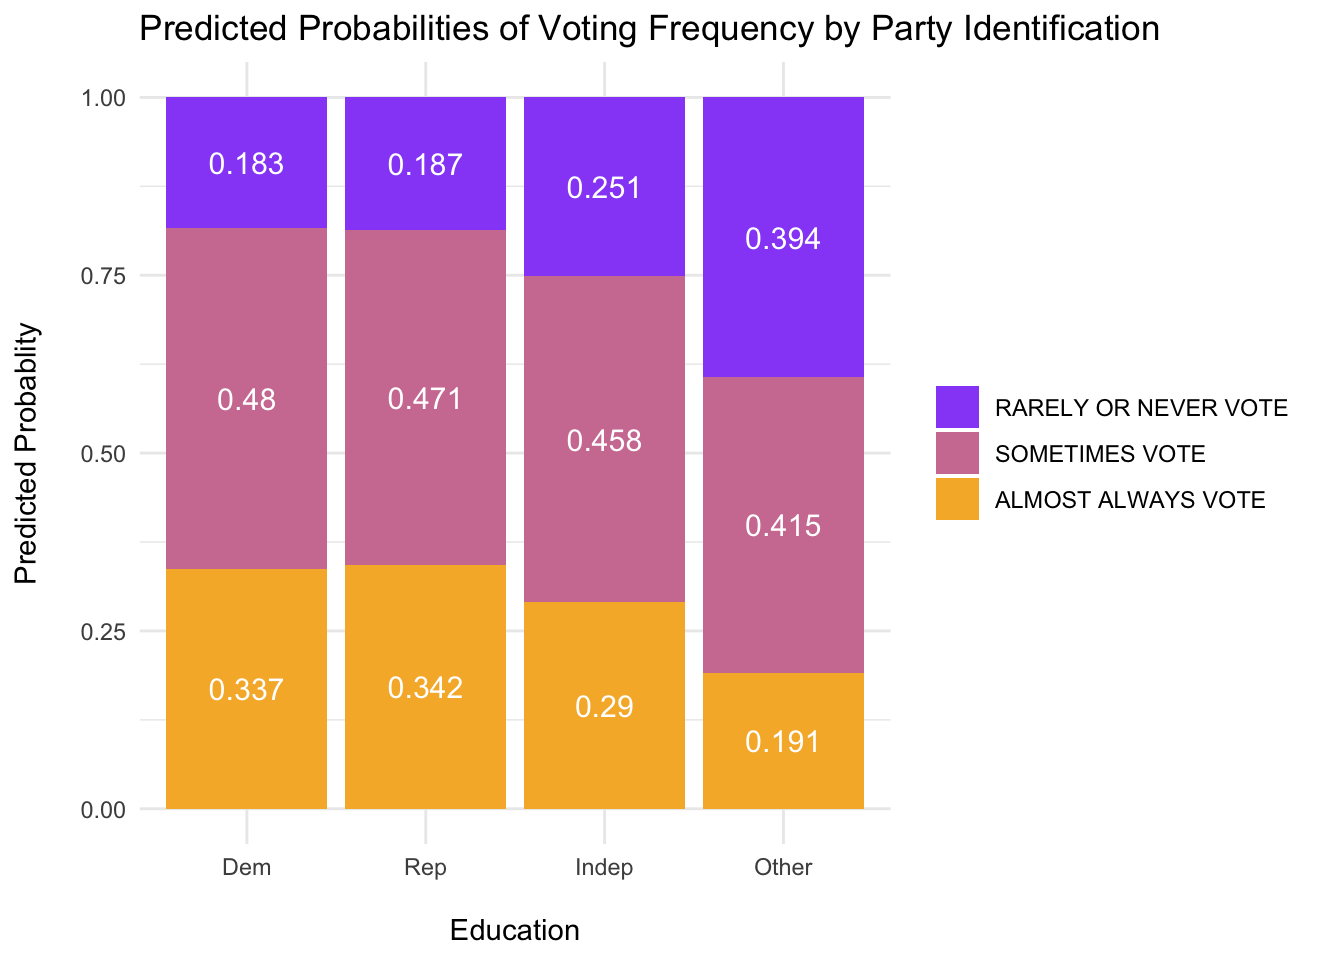 Predicted Probabilities of Voting Frequency by Party Identification
Predicted Probablity
1.00
0.75
0.50
0.25
0.00
0.183
0.187
0.251
0.394
0.48
0.471
0.458
0.415
0.337
0.342
0.29
0.191
Dem
Rep
Indep
Other
Education
RARELY OR NEVER VOTE
SOMETIMES VOTE
ALMOST ALWAYS VOTE